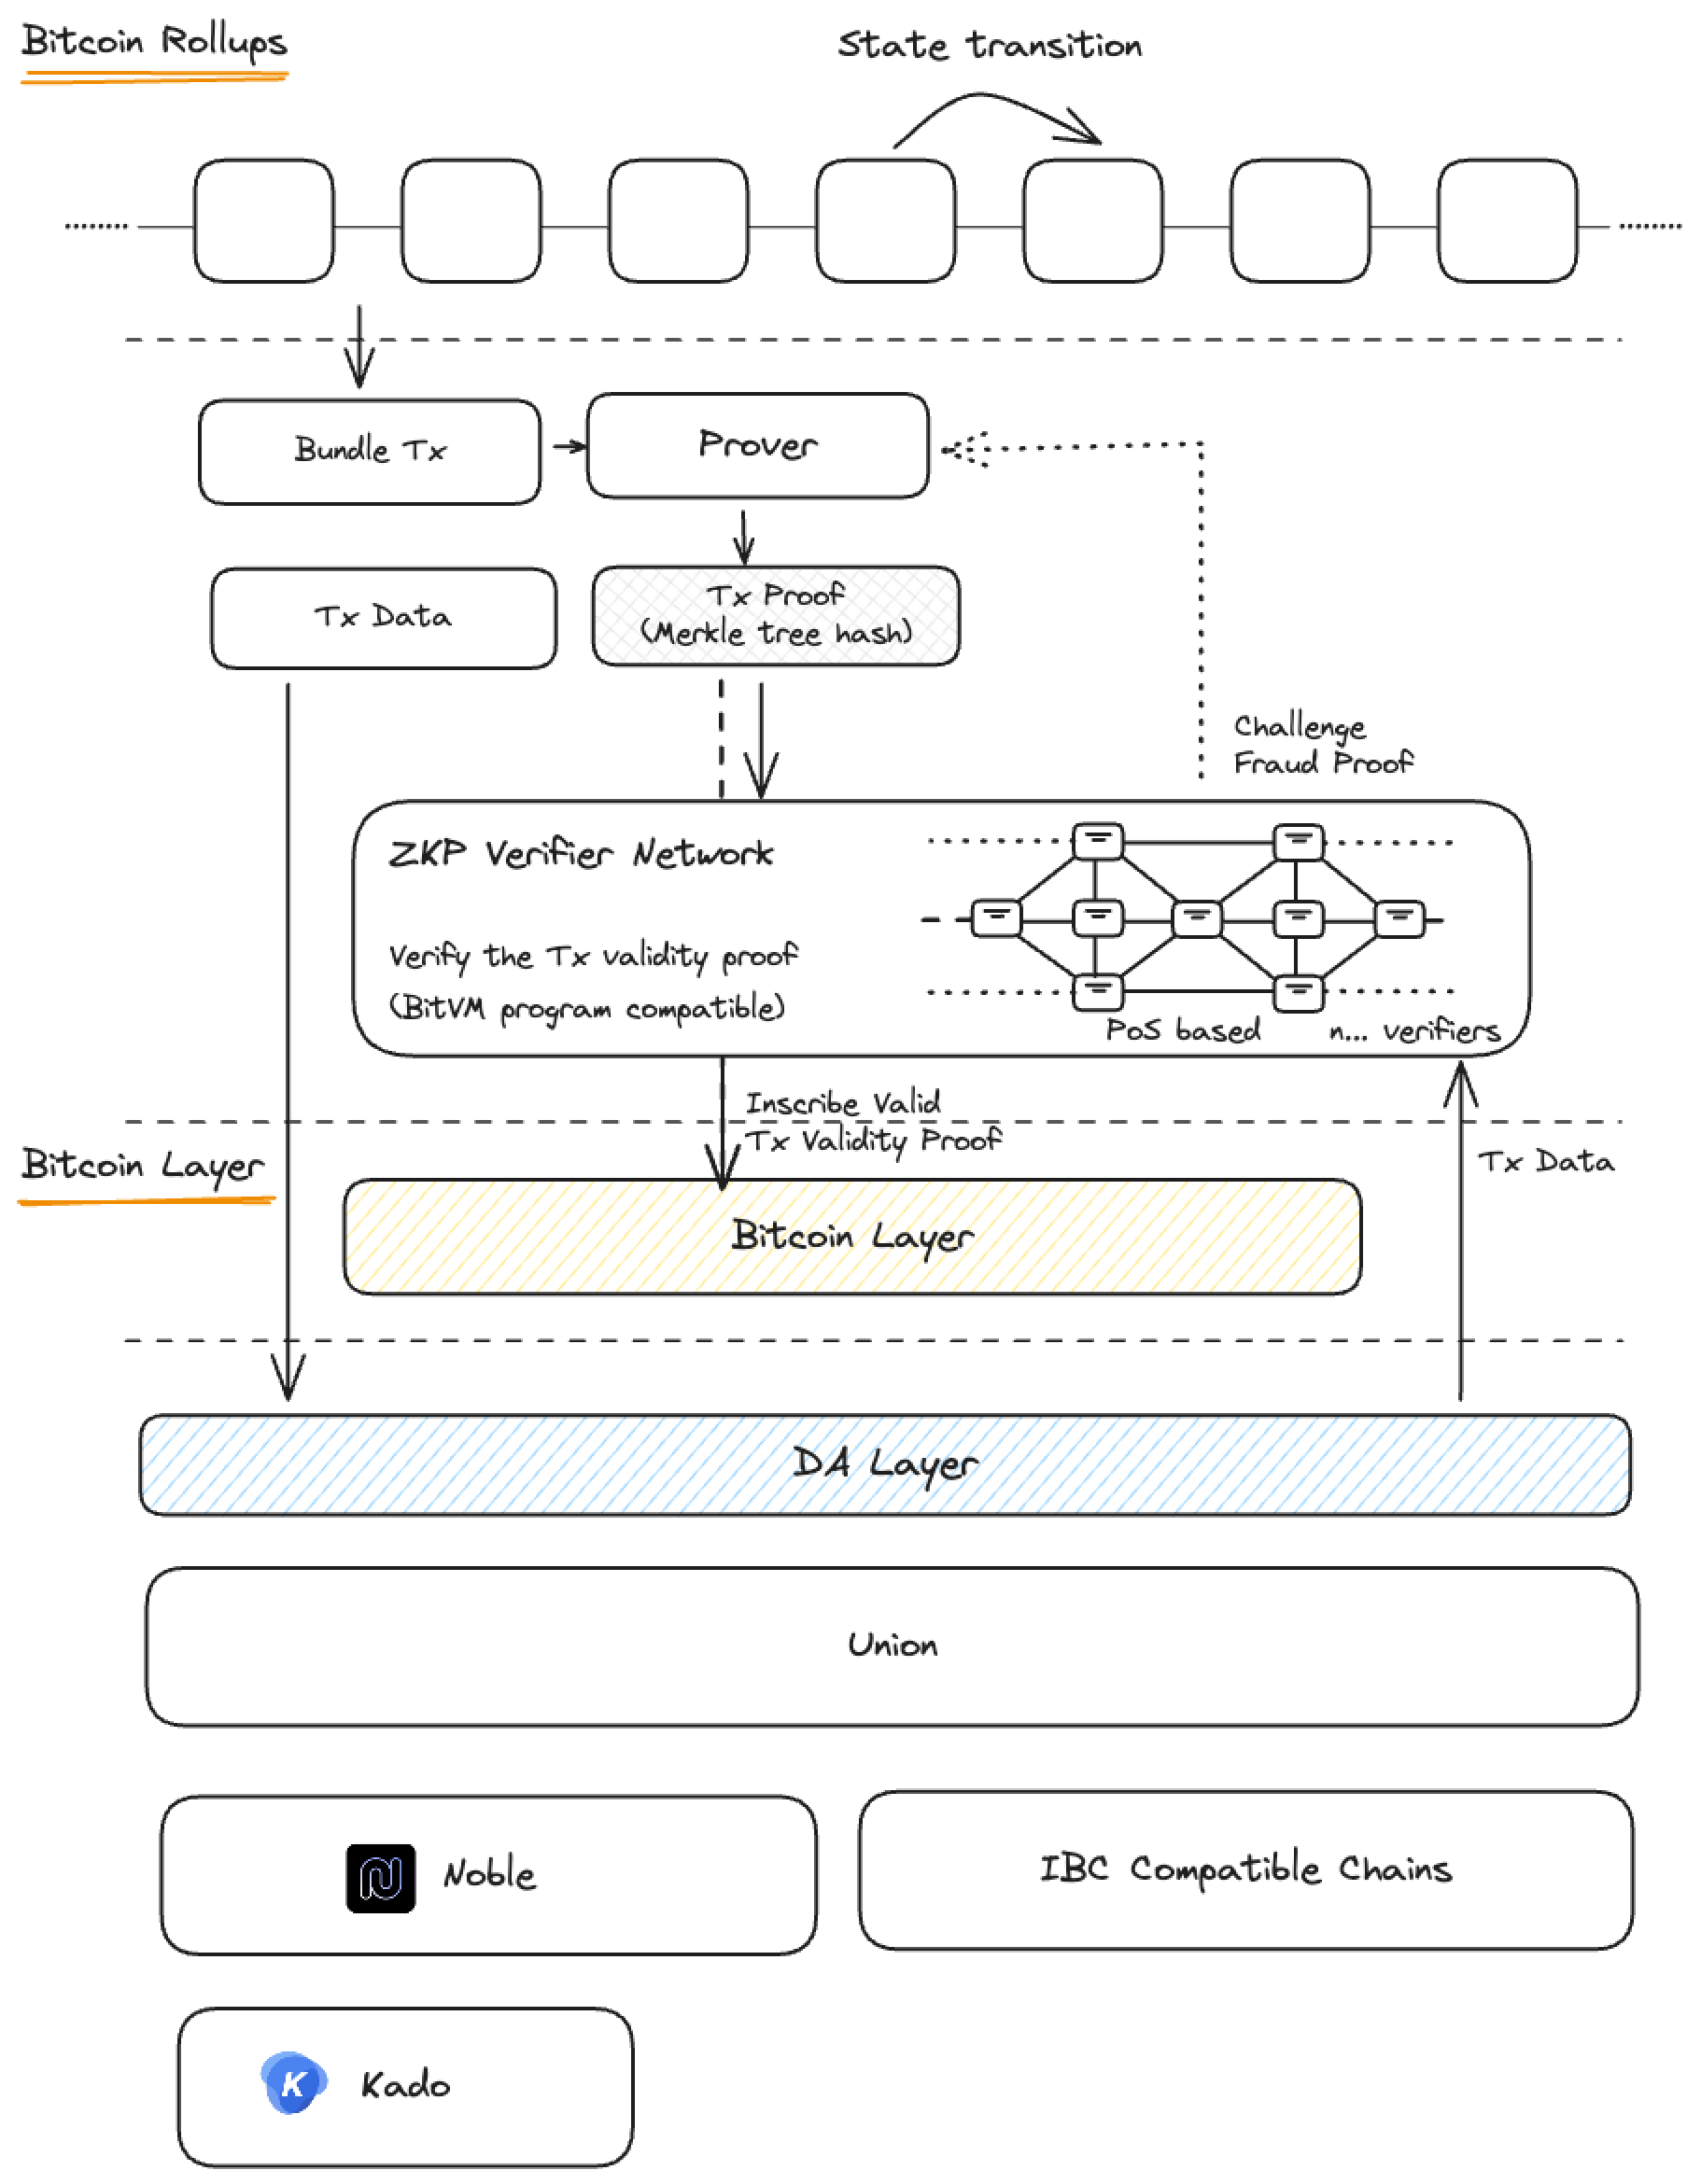 Bitcoin Rollups
State transition
Bundle Tx
Prover
Tx Data
Tx Proof
(Merkle tree hash)
Challenge
Fraud Proof
ZKP Verifier Network
Verify the Tx validity proof
(BitVM program compatible)
PoS based
n... verifiers
Inscribe Valid
Tx Validity Proof
Bitcoin Layer
Tx Data
Bitcoin Layer
DA Layer
Union
Noble
IBC Compatible Chains
K
Kado